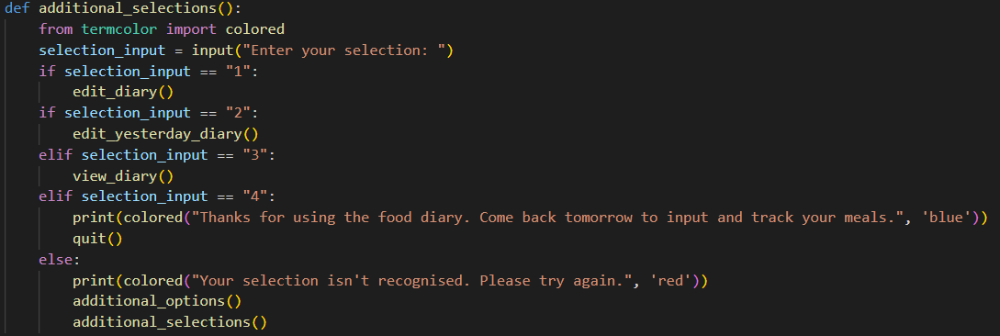 def additional_selections():
    from termcolor import colored
    selection_input = input("Enter your selection: ")
    if selection_input == "1":
        edit_diary()
    if selection_input == "2":
        edit_yesterday_diary()
    elif selection_input == "3":
        view_diary()
    elif selection_input == "4":
        print(colored("Thanks for using the food diary. Come back tomorrow to input and track your meals.", 'blue'))
        quit()
    else:
        print(colored("Your selection isn't recognised. Please try again.", 'red'))
        additional_options()
        additional_selections()